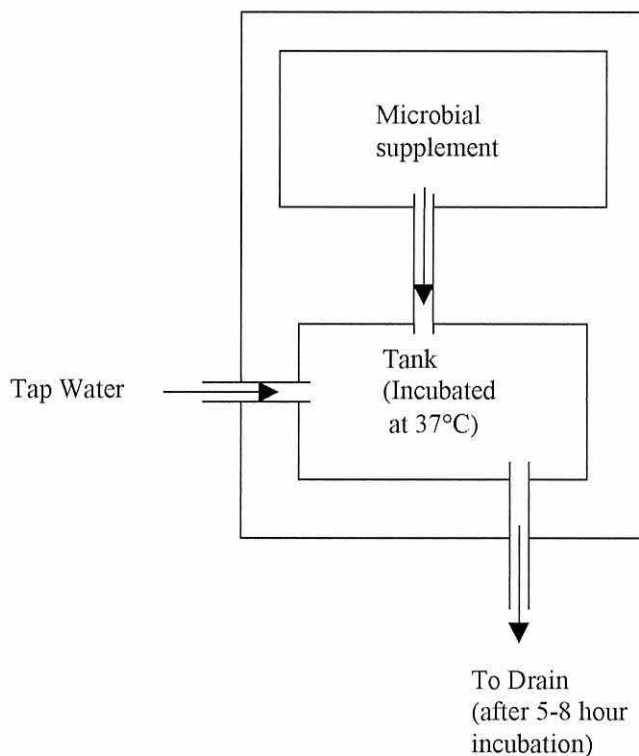 Microbial
supplement
Tank
(Incubated
at 37°C)
Tap Water
To Drain
(after 5-8 hour
incubation)